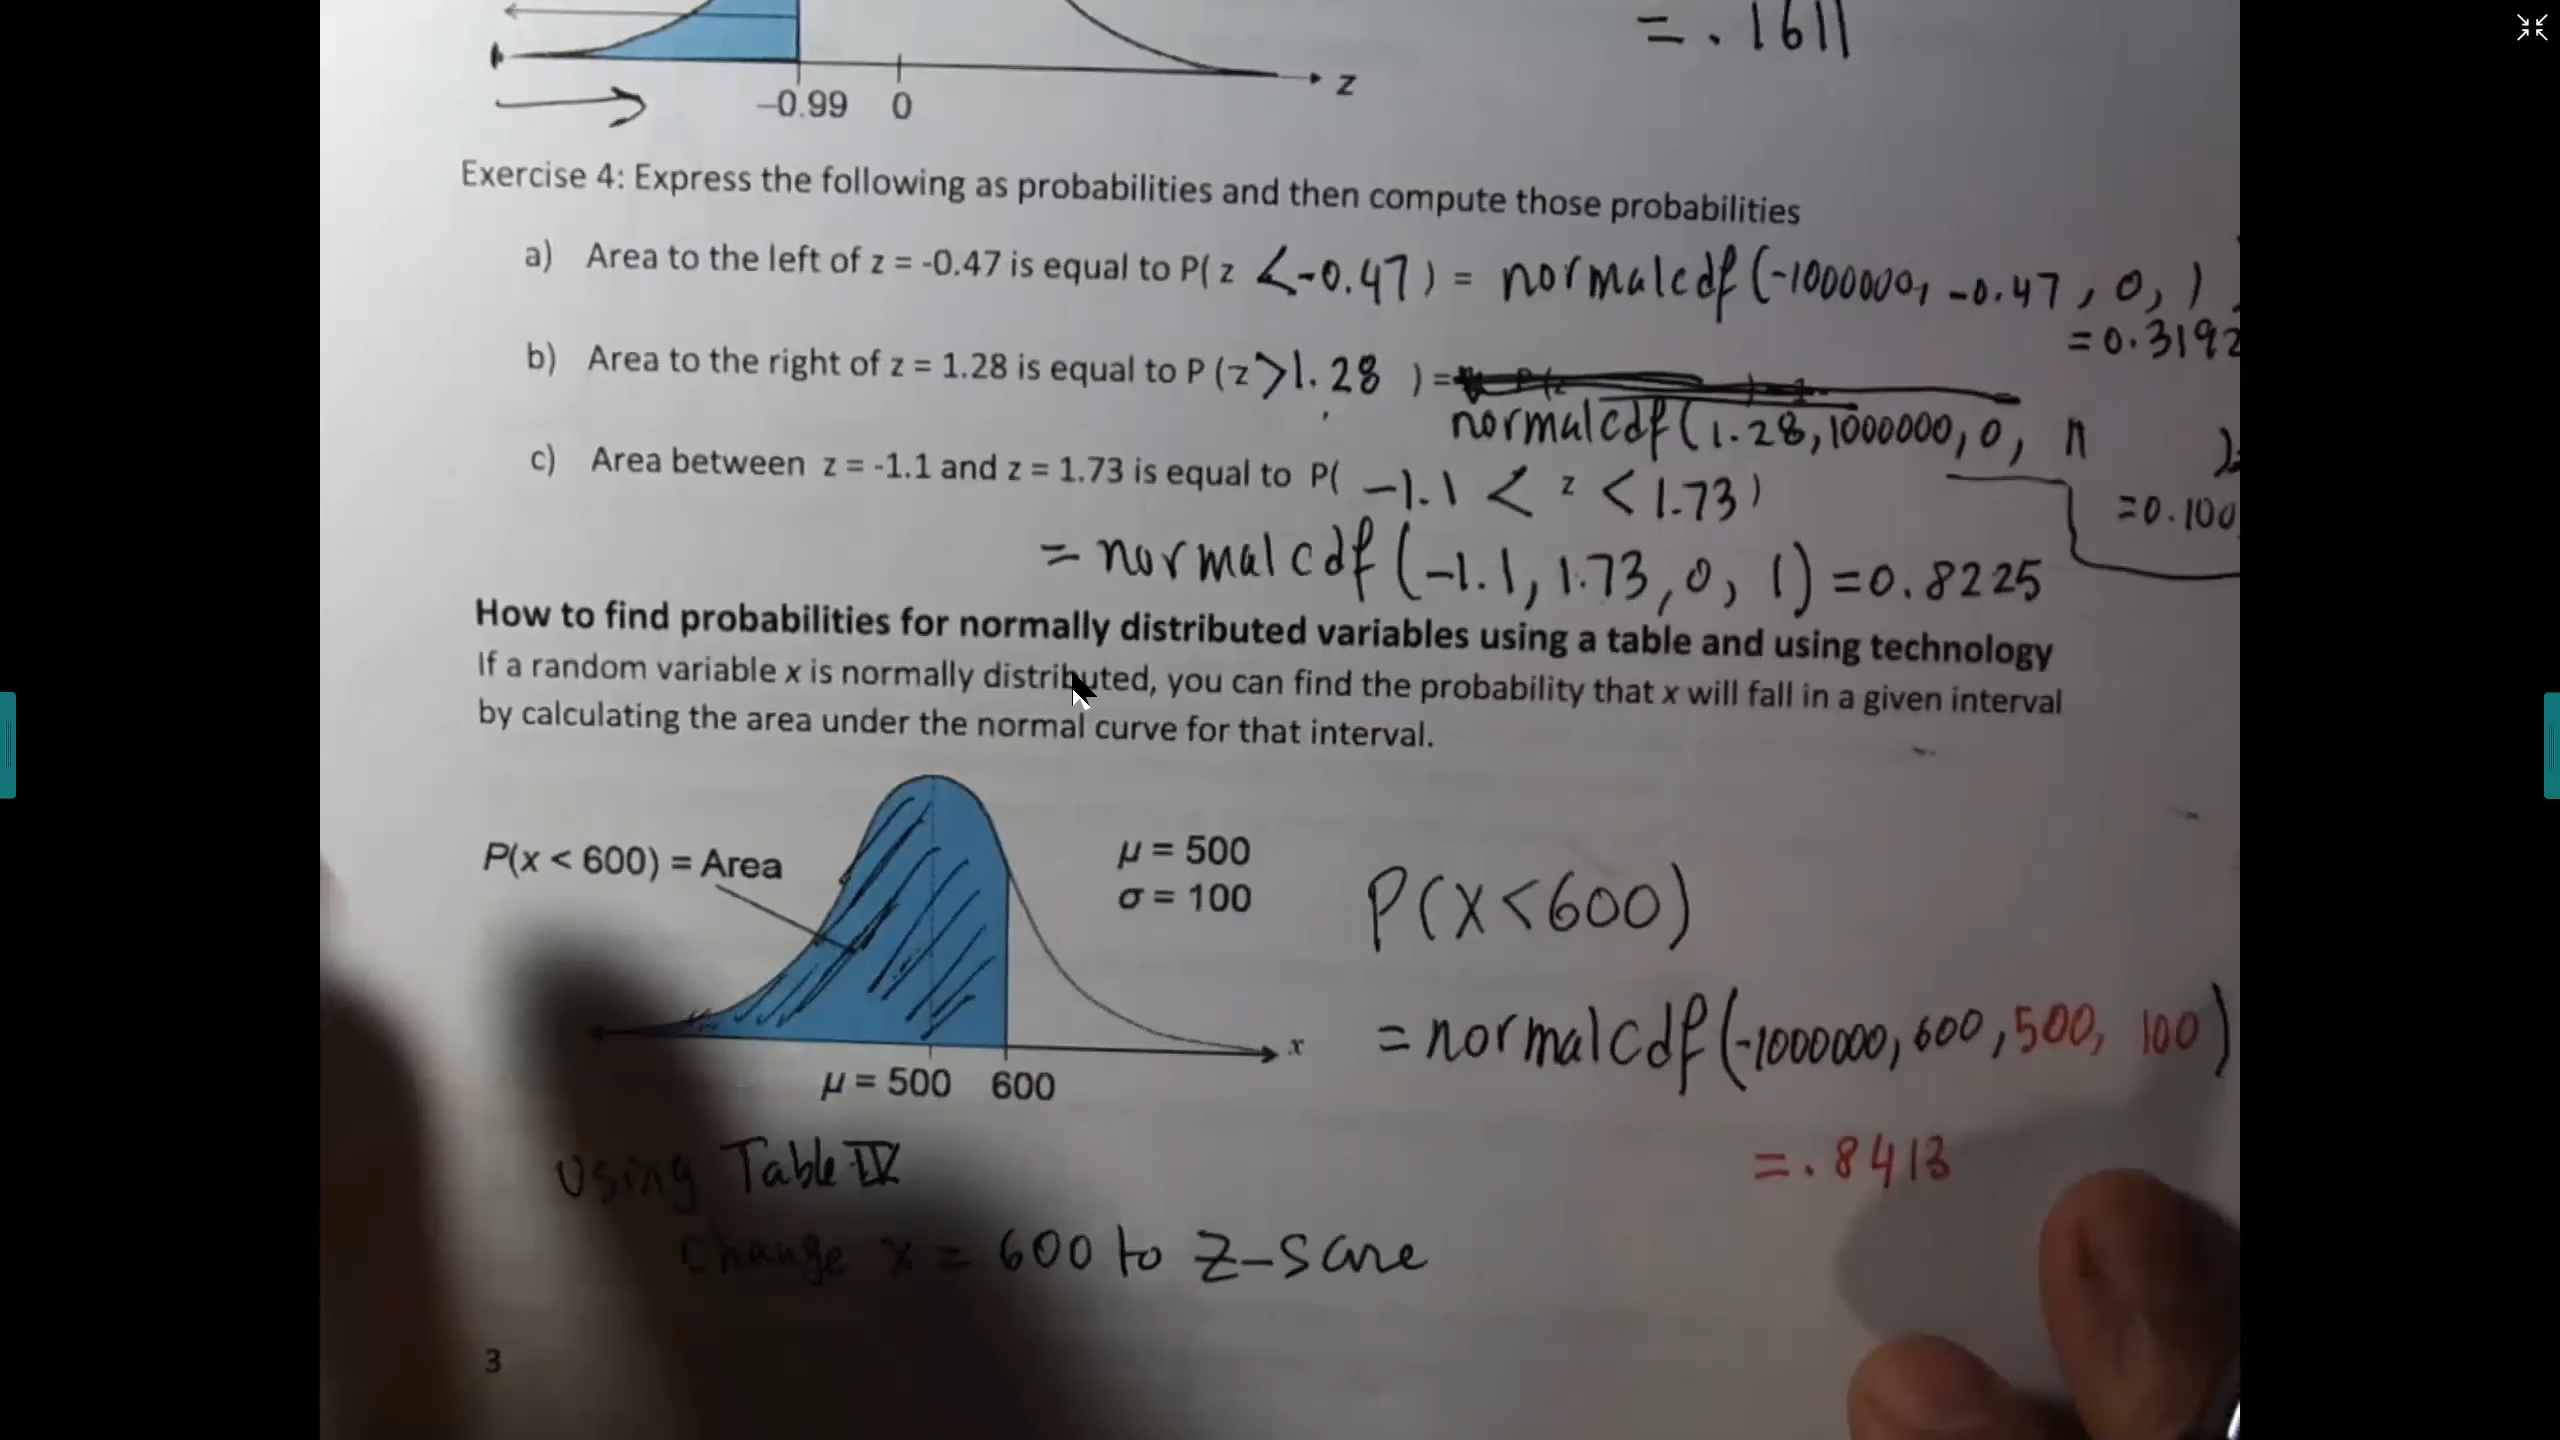 = .1611
z
-0.99 0
Exercise 4: Express the following as probabilities and then compute those probabilities
a) Area to the left of z = -0.47 is equal to P( z <-0.47 ) = normalcdf (-1000000, -0.47, 0, 1
=0.3192
b) Area to the right of z = 1.28 is equal to P (z >1.28 ) =
normalcdf (1.28, 1000000, 0,
)=
=0.100
c) Area between z = -1.1 and z = 1.73 is equal to P( -1.1 < z < 1.73 )
= normalcdf (-1.1, 1.73, 0, 1) =0.8225
How to find probabilities for normally distributed variables using a table and using technology
If a random variable x is normally distributed, you can find the probability that x will fall in a given interval
by calculating the area under the normal curve for that interval.
P(x < 600) = Area
μ = 500
σ = 100
P(X<600)
= normalcdf (-1000000, 600, 500, 100)
x
μ = 500 600
= .8413
Using Table IV
Change x = 600 to Z-score
3